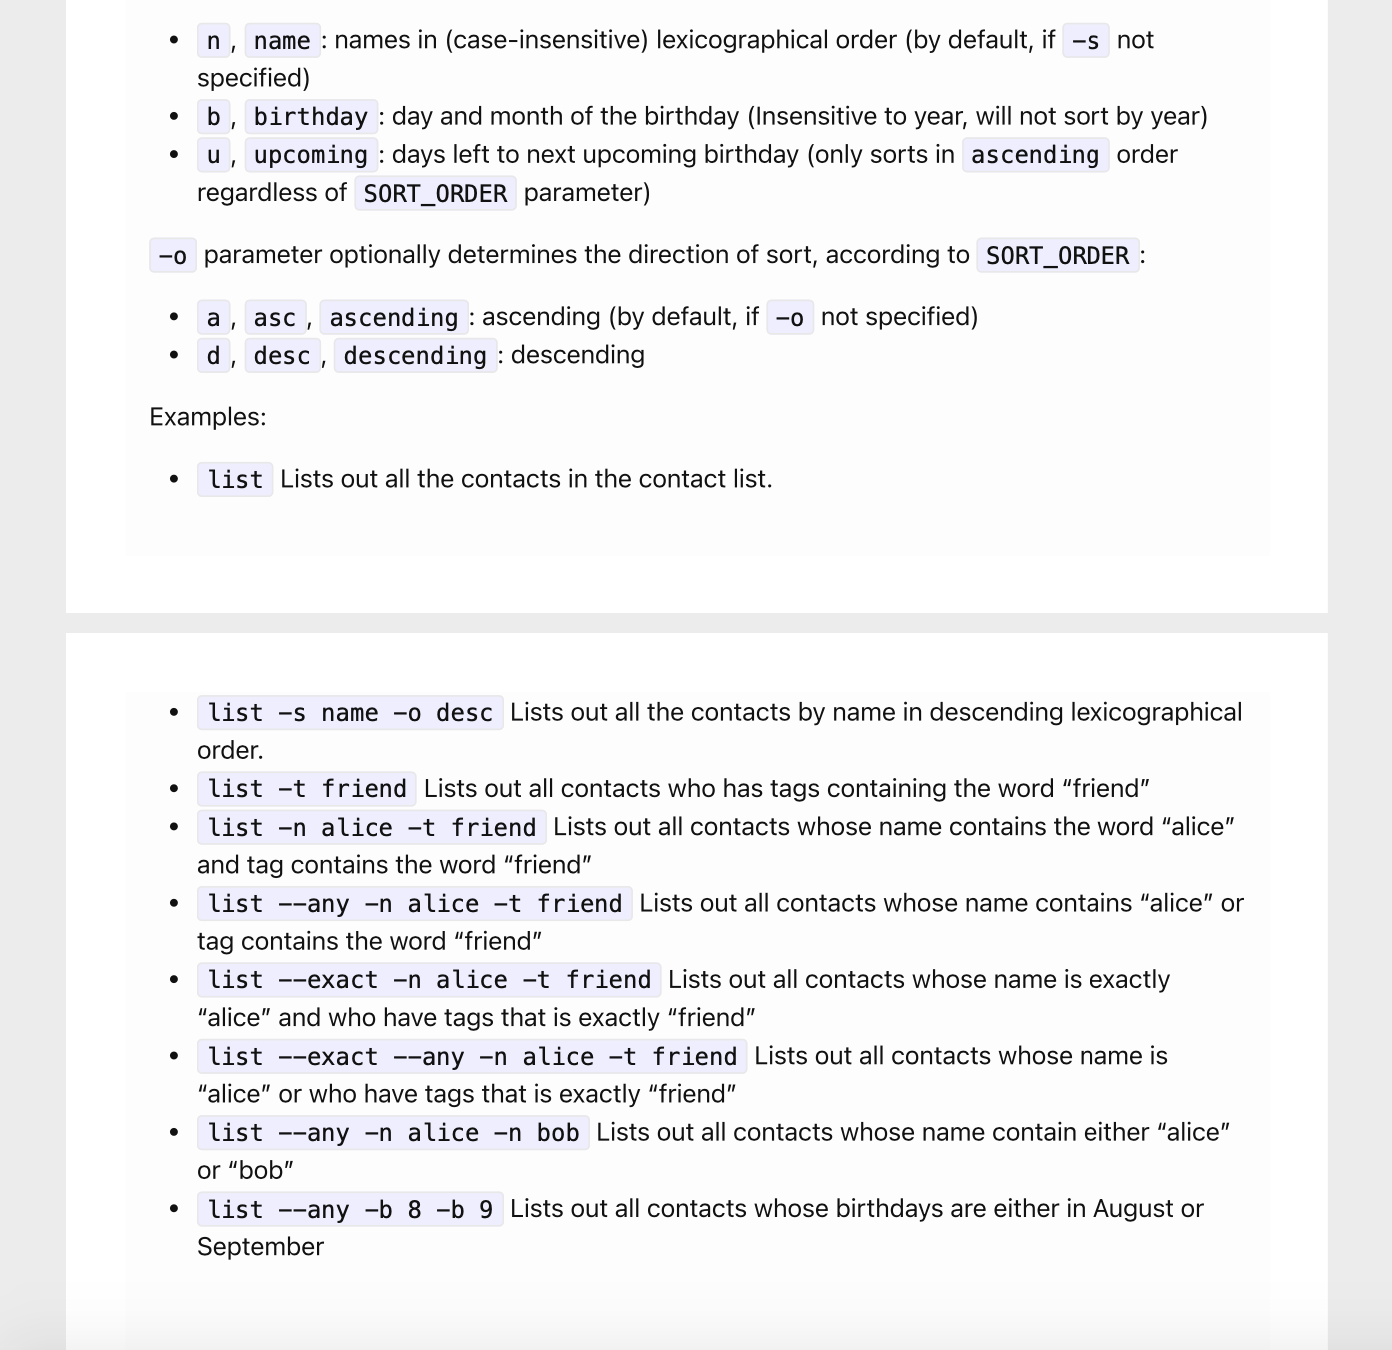 • n, name: names in (case-insensitive) lexicographical order (by default, if -s not
specified)
• b, birthday: day and month of the birthday (Insensitive to year, will not sort by year)
• u, upcoming: days left to next upcoming birthday (only sorts in ascending order
regardless of SORT_ORDER parameter)
-o parameter optionally determines the direction of sort, according to SORT_ORDER:
• a, asc, ascending: ascending (by default, if -o not specified)
• d, desc, descending: descending
Examples:
• list Lists out all the contacts in the contact list.
• list -s name -o desc Lists out all the contacts by name in descending lexicographical
order.
• list -t friend Lists out all contacts who has tags containing the word “friend”
• list -n alice -t friend Lists out all contacts whose name contains the word “alice”
and tag contains the word “friend”
• list --any -n alice -t friend Lists out all contacts whose name contains “alice” or
tag contains the word “friend”
• list --exact -n alice -t friend Lists out all contacts whose name is exactly
“alice” and who have tags that is exactly “friend”
• list --exact --any -n alice -t friend Lists out all contacts whose name is
“alice” or who have tags that is exactly “friend”
• list --any -n alice -n bob Lists out all contacts whose name contain either “alice”
or “bob”
• list --any -b 8 -b 9 Lists out all contacts whose birthdays are either in August or
September